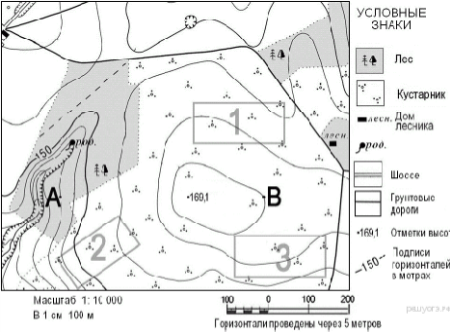 УСЛОВНЫЕ
ЗНАКИ
Лес
Кустарник
лесн. Дом
лесника
род.
Шоссе
Грунтовые
дороги
•169,1 Отметки высот
—150— Подписи
горизонталей
в метрах
1
лесн.
150
род.
А
•169,1
В
2
3
Масштаб 1: 10 000
В 1 см 100 м
100 0 100 200
Горизонтали проведены через 5 метров